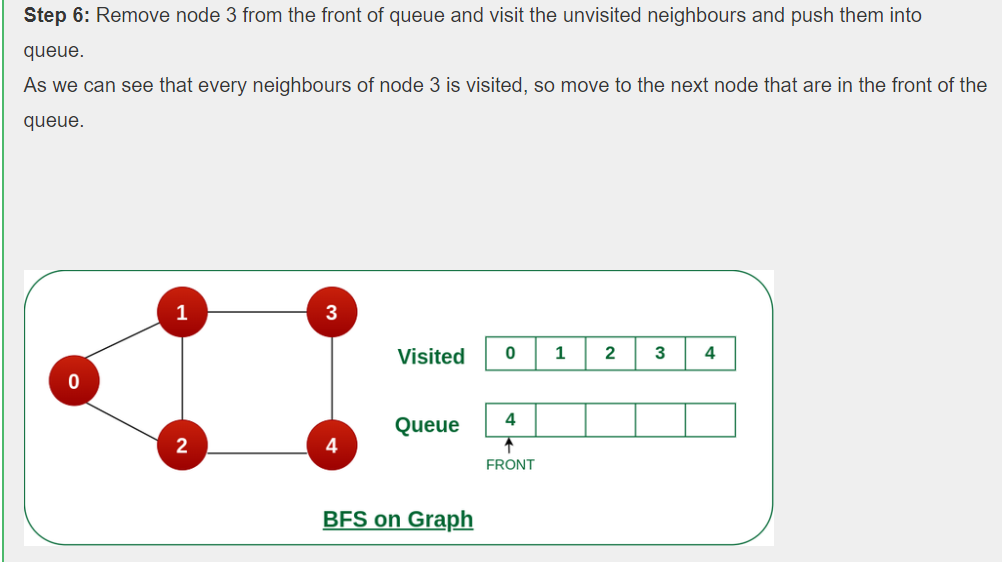 Step 6: Remove node 3 from the front of queue and visit the unvisited neighbours and push them into
queue.
As we can see that every neighbours of node 3 is visited, so move to the next node that are in the front of the
queue.
1
3
0
2
4
Visited 0 1 2 3 4
Queue 4
FRONT
BFS on Graph